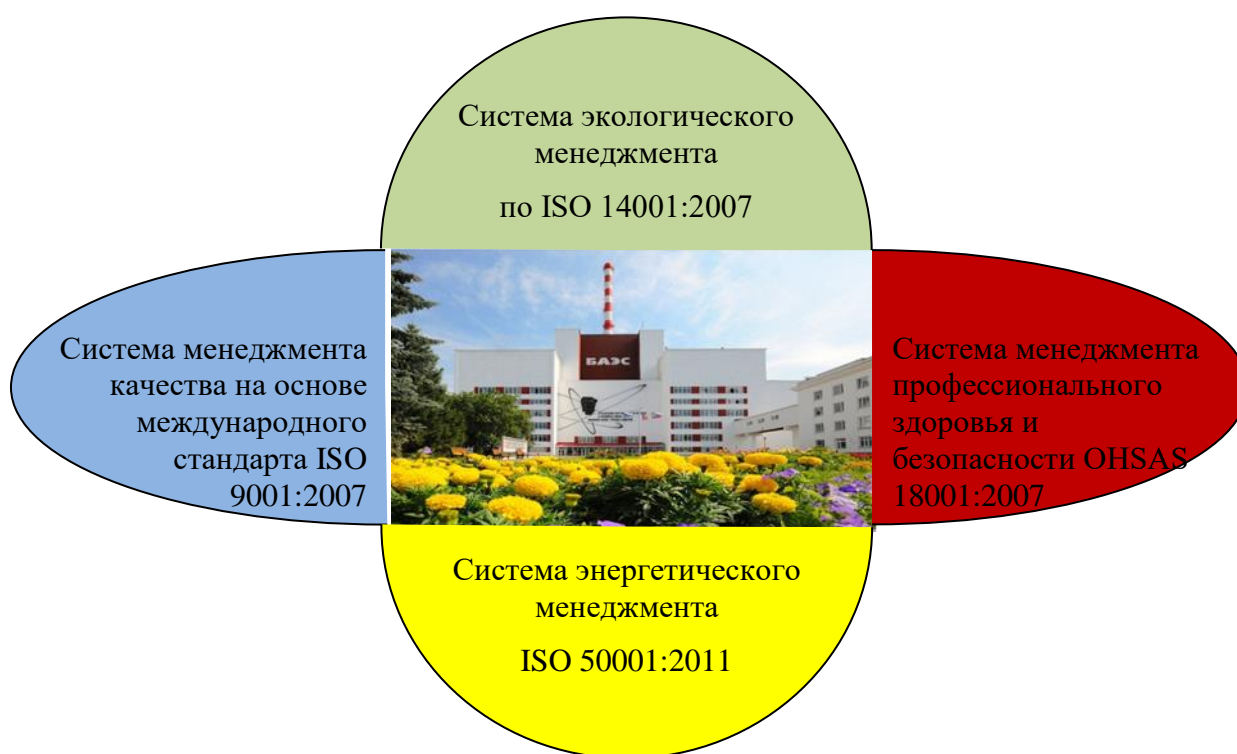 Система экологического
менеджмента
по ISO 14001:2007
Система менеджмента
качества на основе
международного
стандарта ISO
9001:2007
БАЭС
Система менеджмента
профессионального
здоровья и
безопасности OHSAS
18001:2007
Система энергетического
менеджмента
ISO 50001:2011